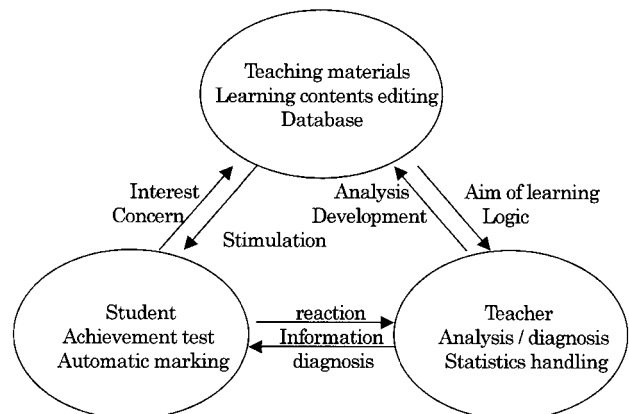 Teaching materials
Learning contents editing
Database
Interest
Concern
Stimulation
Analysis
Development
Aim of learning
Logic
Student
Achievement test
Automatic marking
reaction
Information
diagnosis
Teacher
Analysis / diagnosis
Statistics handling